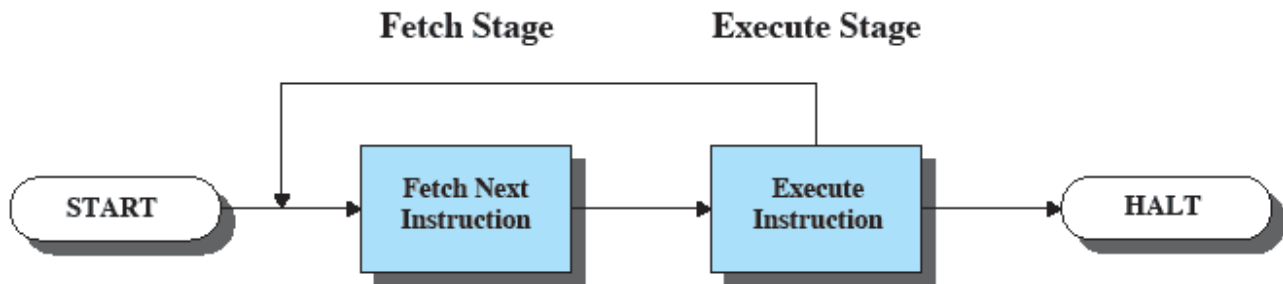 Fetch Stage
Execute Stage
START
Fetch Next
Instruction
Execute
Instruction
HALT